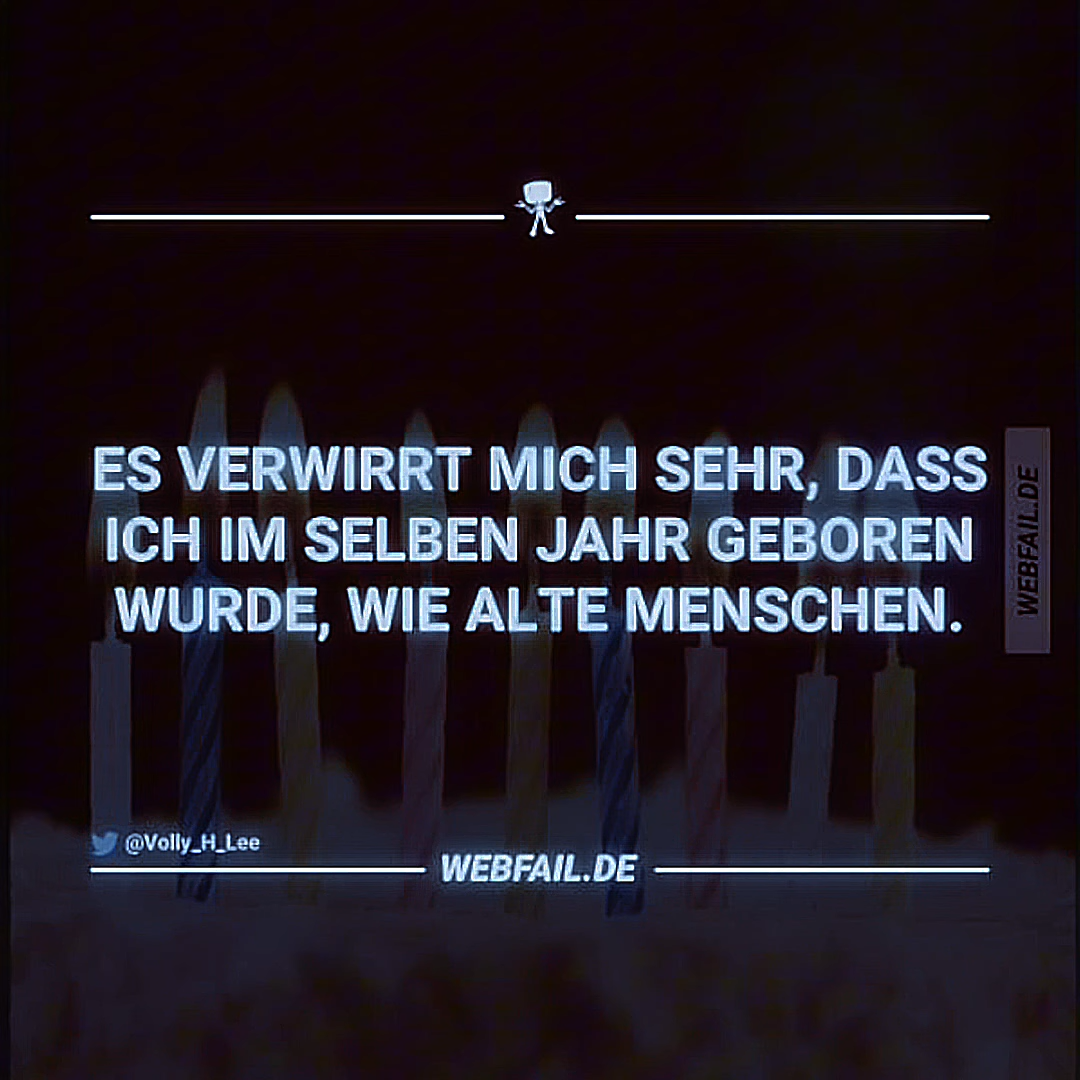 ES VERWIRRT MICH SEHR, DASS
ICH IM SELBEN JAHR GEBOREN
WURDE, WIE ALTE MENSCHEN.
WEBFAIL.DE
@Volly_H_Lee
WEBFAIL.DE